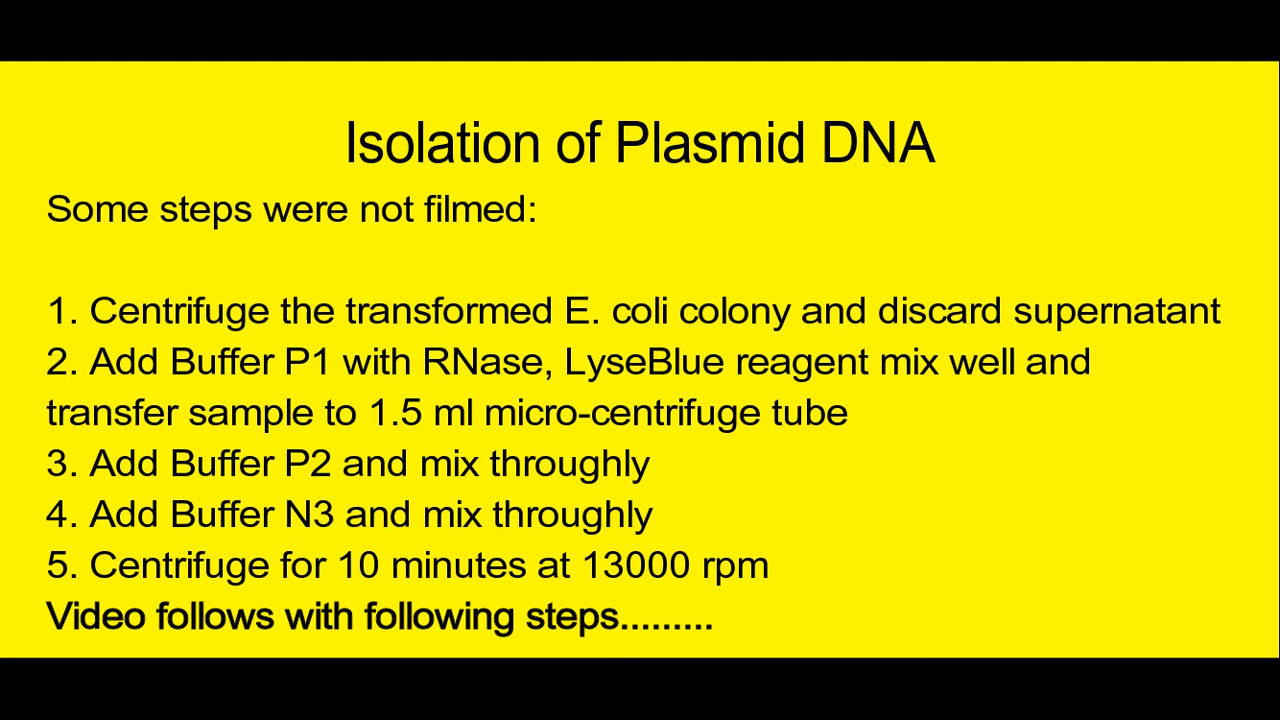 Isolation of Plasmid DNA
Some steps were not filmed:
1. Centrifuge the transformed E. coli colony and discard supernatant
2. Add Buffer P1 with RNase, LyseBlue reagent mix well and
transfer sample to 1.5 ml micro-centrifuge tube
3. Add Buffer P2 and mix throughly
4. Add Buffer N3 and mix throughly
5. Centrifuge for 10 minutes at 13000 rpm
Video follows with following steps.........